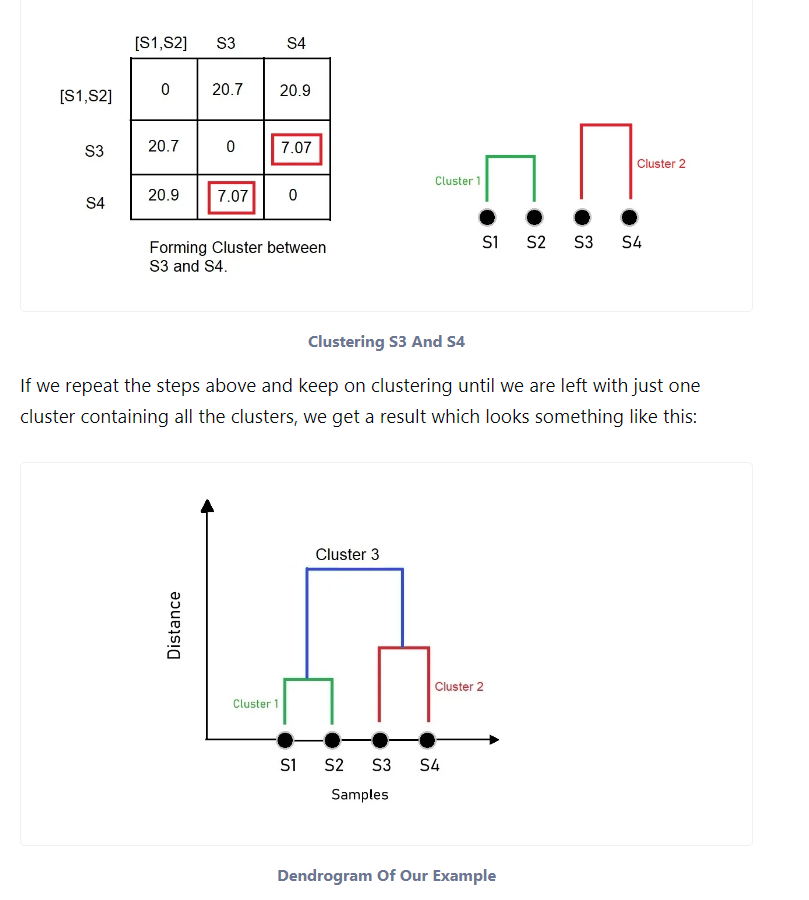 [S1,S2] S3 S4
[S1,S2] 0 20.7 20.9
S3 20.7 0 7.07
S4 20.9 7.07 0
Forming Cluster between
S3 and S4.
Cluster 1
Cluster 2
S1 S2 S3 S4
Clustering S3 And S4
If we repeat the steps above and keep on clustering until we are left with just one
cluster containing all the clusters, we get a result which looks something like this:
Cluster 3
Distance
Cluster 2
Cluster 1
S1 S2 S3 S4
Samples
Dendrogram Of Our Example